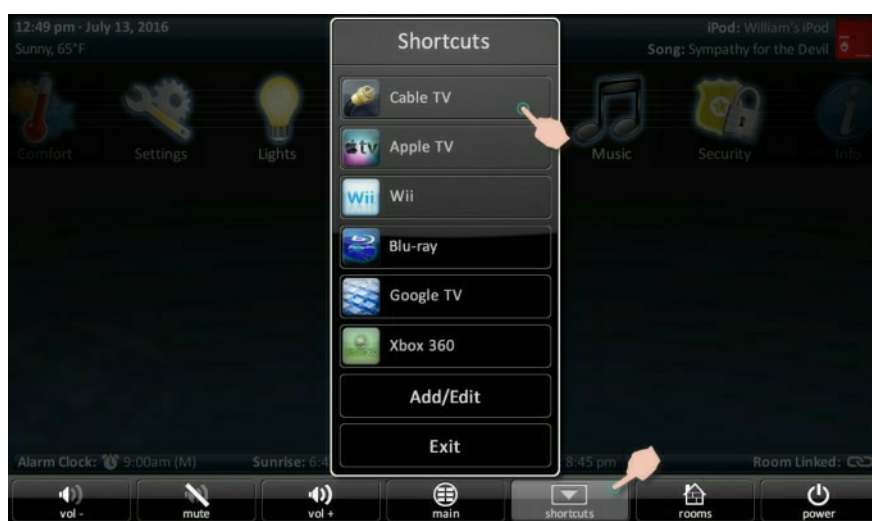 12:49 pm · July 13, 2016
Sunny, 65°F
iPod: William's iPod
Song: Sympathy for the Devil
Shortcuts
Cable TV
Apple TV
Wii
Wii
Blu-ray
Google TV
Xbox 360
Add/Edit
Exit
Comfort
Settings
Lights
Music
Security
Info
Alarm Clock: 9:00am (M)
Sunrise: 6:4
8:45 pm
Room Linked:
vol -
mute
vol +
main
shortcuts
rooms
power